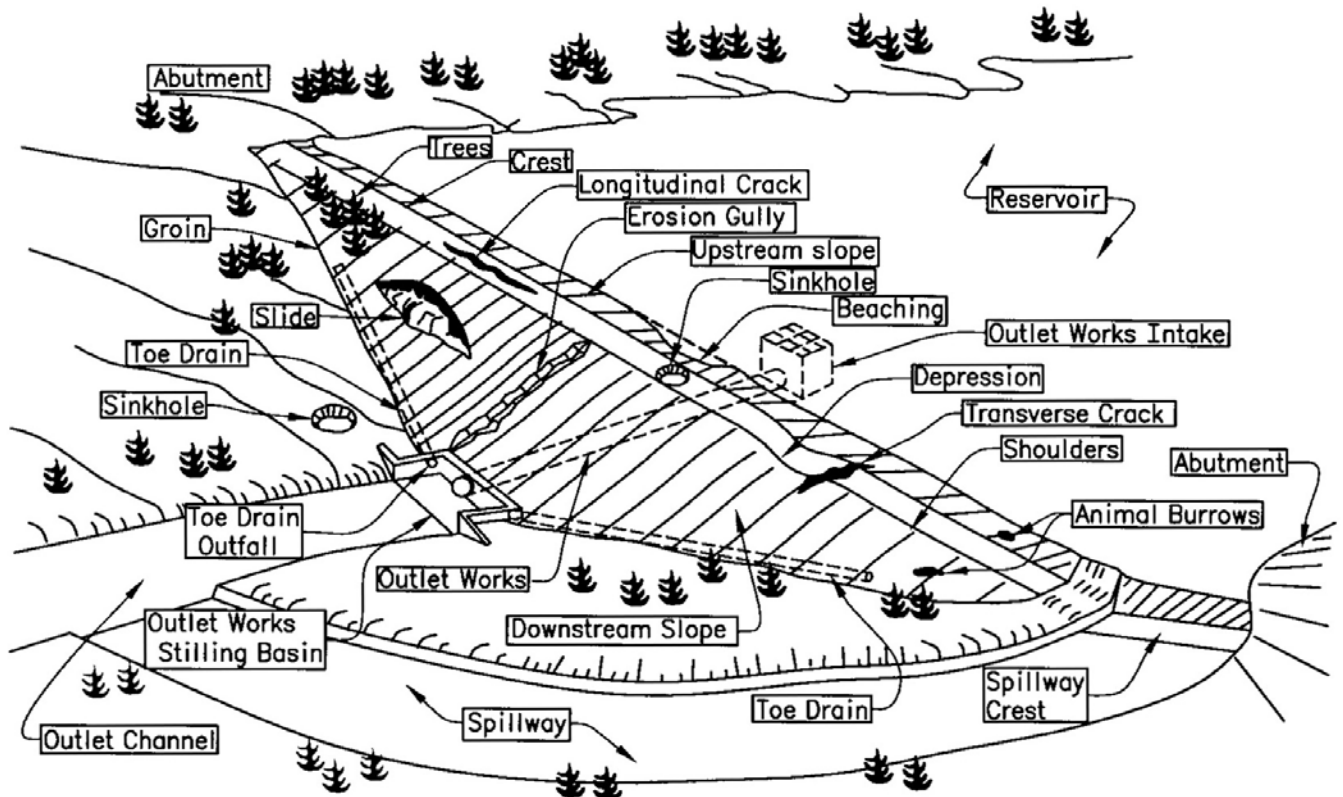 Abutment
Trees
Crest
Longitudinal Crack
Reservoir
Erosion Gully
Groin
Upstream slope
Sinkhole
Beaching
Slide
Outlet Works Intake
Toe Drain
Depression
Sinkhole
Transverse Crack
Shoulders
Abutment
Toe Drain
Outfall
Animal Burrows
Outlet Works
Outlet Works
Stilling Basin
Downstream Slope
Spillway
Crest
Toe Drain
Spillway
Outlet Channel